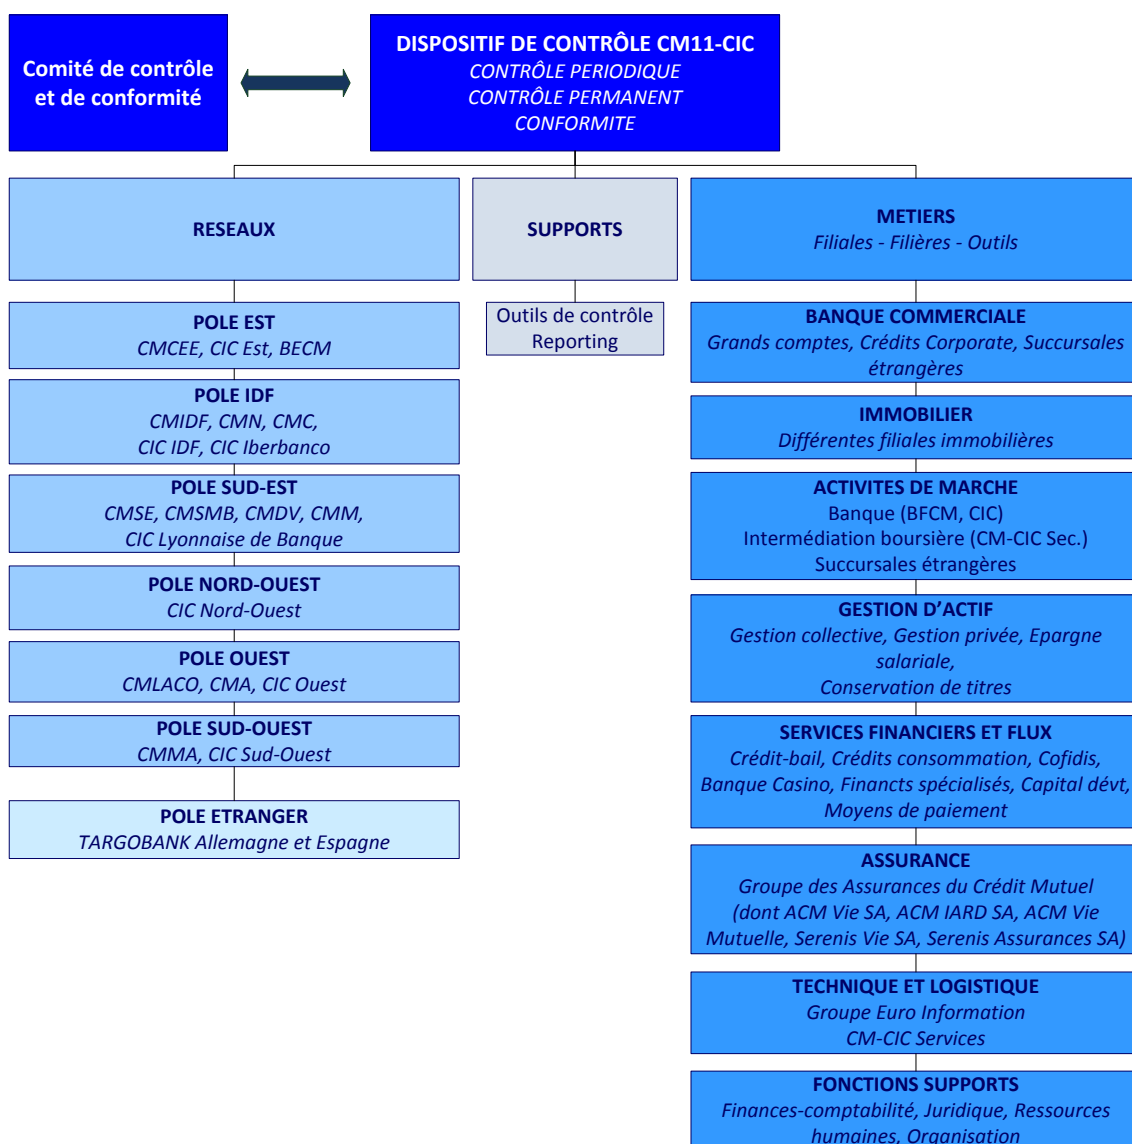 Comité de contrôle
et de conformité
DISPOSITIF DE CONTRÔLE CM11-CIC
CONTRÔLE PERIODIQUE
CONTRÔLE PERMANENT
CONFORMITE
RESEAUX
SUPPORTS
METIERS
Filiales - Filières - Outils
POLE EST
CMCEE, CIC Est, BECM
POLE IDF
CMIDF, CMN, CMC,
CIC IDF, CIC Iberbanco
POLE SUD-EST
CMSE, CMSMB, CMDV, CMM,
CIC Lyonnaise de Banque
POLE NORD-OUEST
CIC Nord-Ouest
POLE OUEST
CMLACO, CMA, CIC Ouest
POLE SUD-OUEST
CMMA, CIC Sud-Ouest
POLE ETRANGER
TARGOBANK Allemagne et Espagne
Outils de contrôle
Reporting
BANQUE COMMERCIALE
Grands comptes, Crédits Corporate, Succursales
étrangères
IMMOBILIER
Différentes filiales immobilières
ACTIVITES DE MARCHE
Banque (BFCM, CIC)
Intermédiation boursière (CM-CIC Sec.)
Succursales étrangères
GESTION D’ACTIF
Gestion collective, Gestion privée, Epargne
salariale,
Conservation de titres
SERVICES FINANCIERS ET FLUX
Crédit-bail, Crédits consommation, Cofidis,
Banque Casino, Financts spécialisés, Capital dévt,
Moyens de paiement
ASSURANCE
Groupe des Assurances du Crédit Mutuel
(dont ACM Vie SA, ACM IARD SA, ACM Vie
Mutuelle, Serenis Vie SA, Serenis Assurances SA)
TECHNIQUE ET LOGISTIQUE
Groupe Euro Information
CM-CIC Services
FONCTIONS SUPPORTS
Finances-comptabilité, Juridique, Ressources
humaines, Organisation